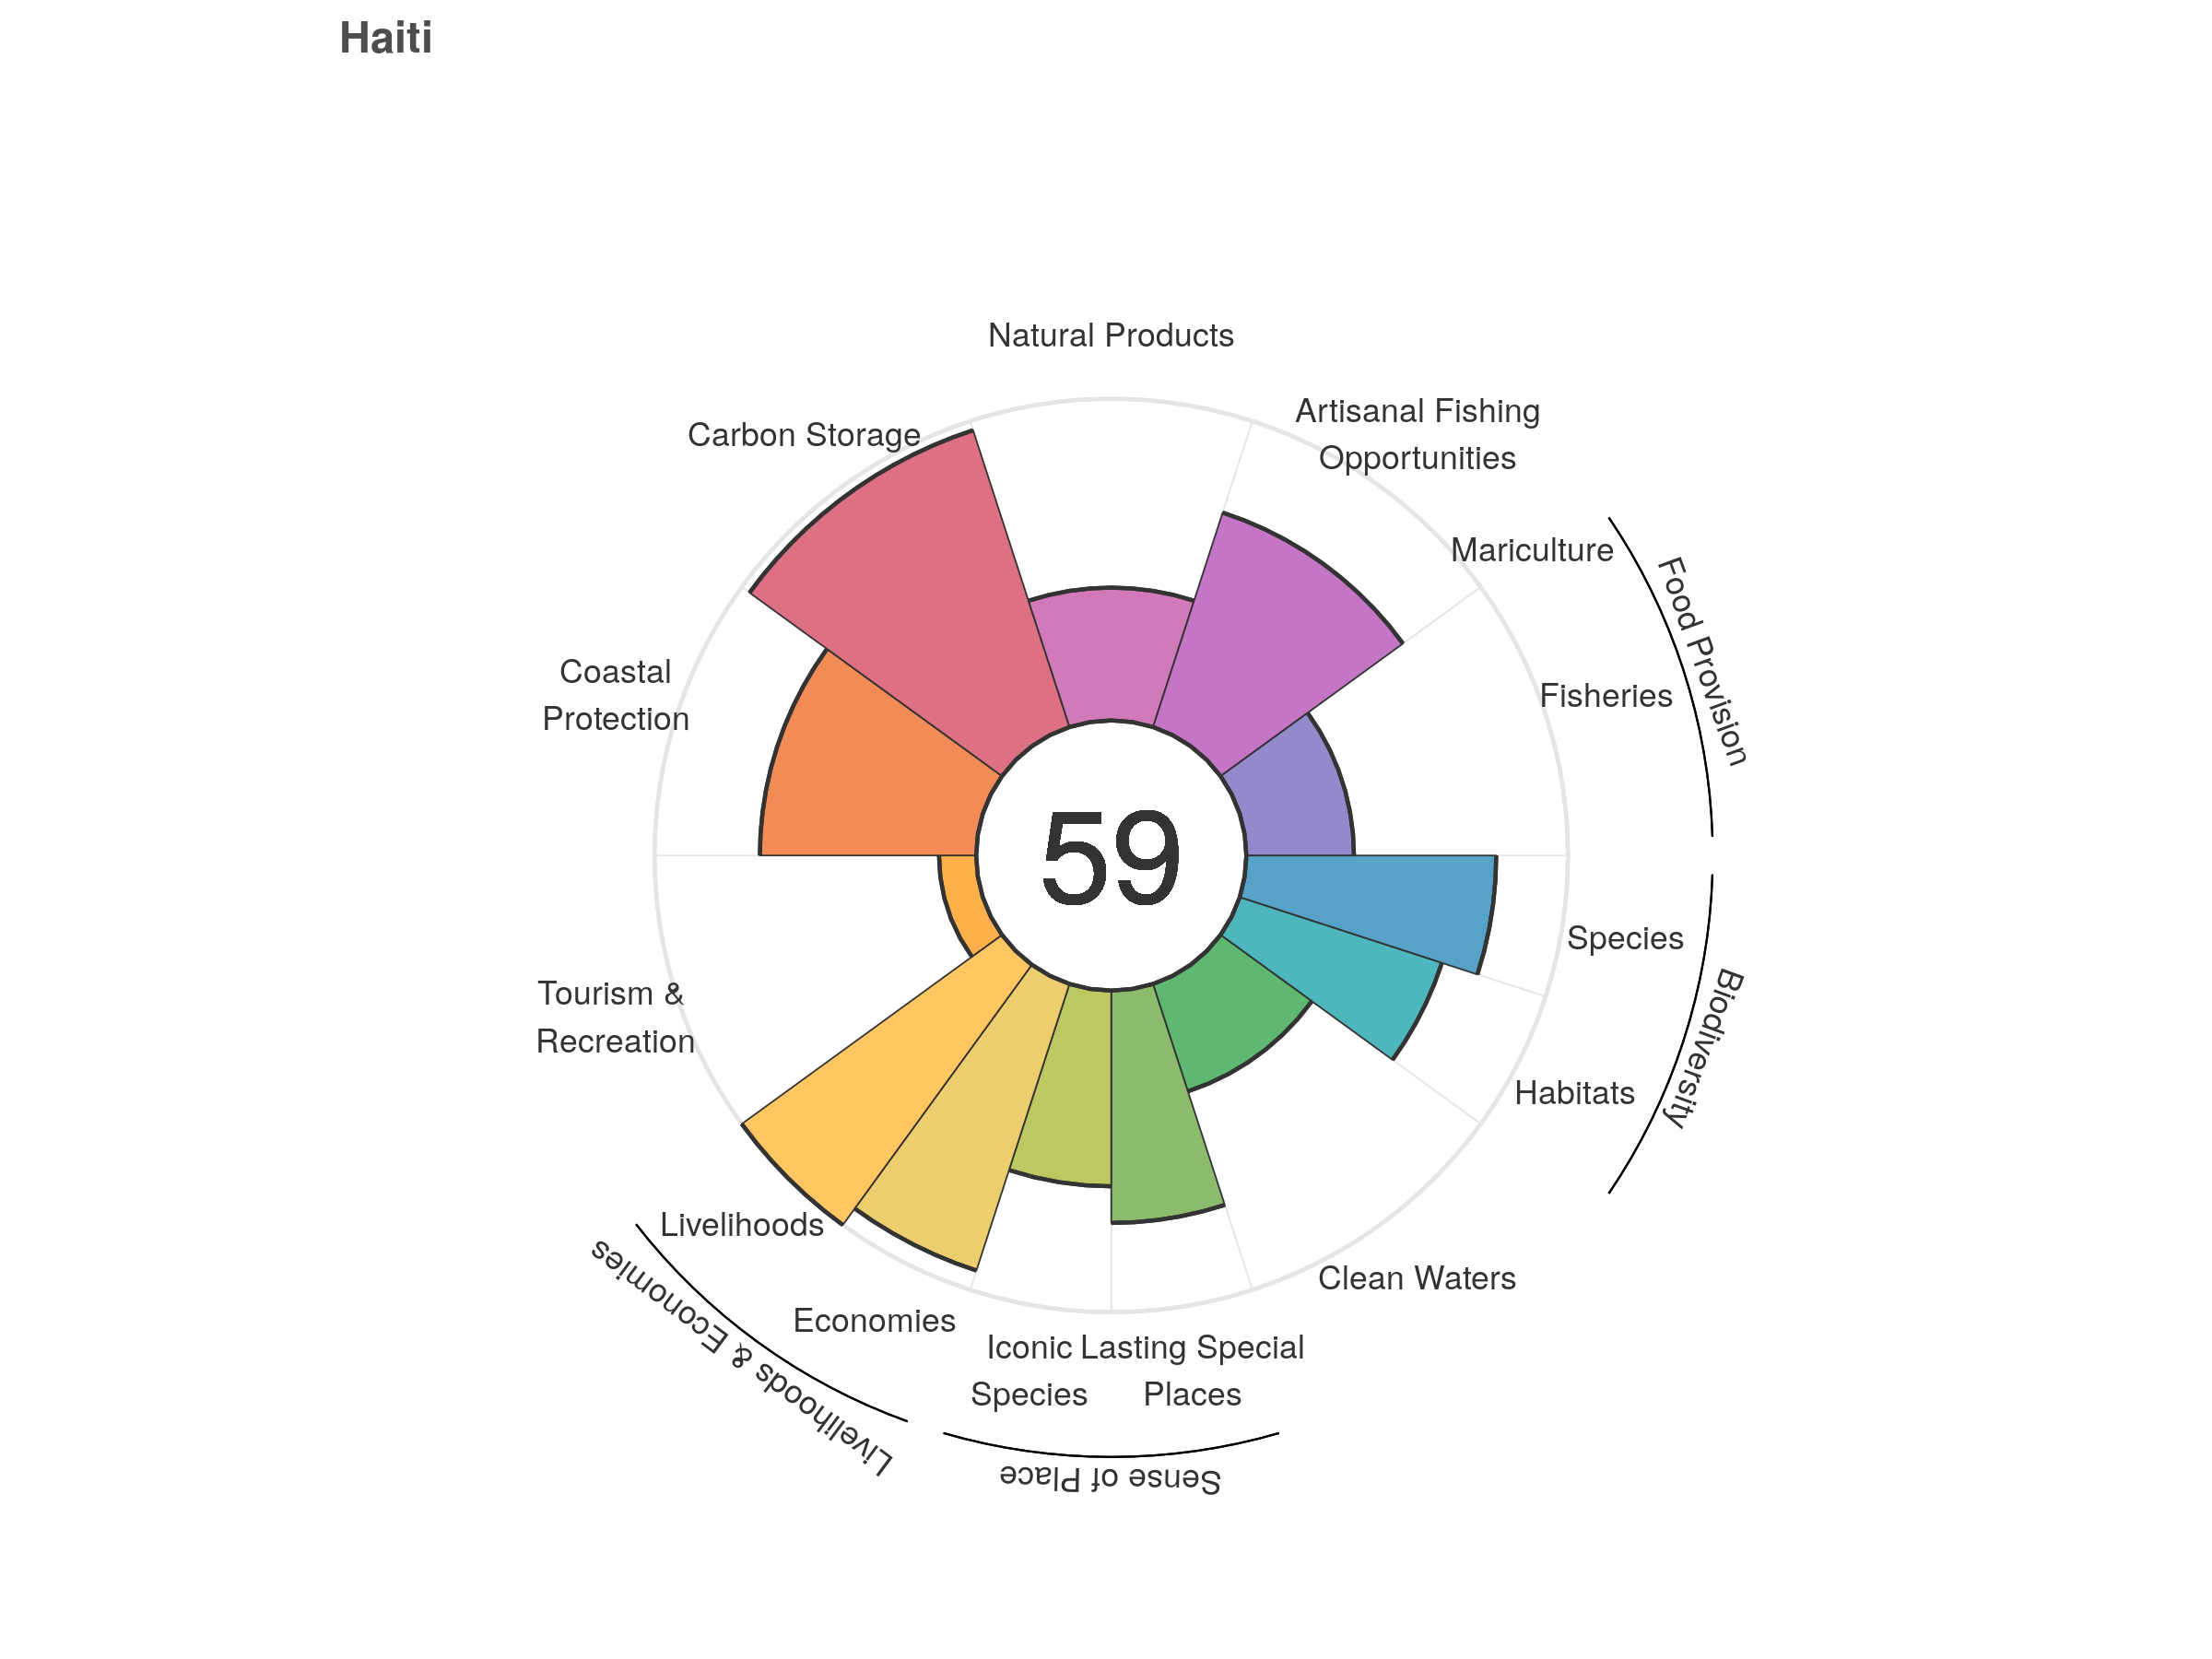 Haiti
Natural Products
Artisanal Fishing
Opportunities
Carbon Storage
Mariculture
Food Provision
Fisheries
Coastal
Protection
59
Species
Biodiversity
Tourism &
Recreation
Habitats
Livelihoods
Clean Waters
Economies
Livelihoods & Economies
Iconic
Species
Lasting Special
Places
Sense of Place